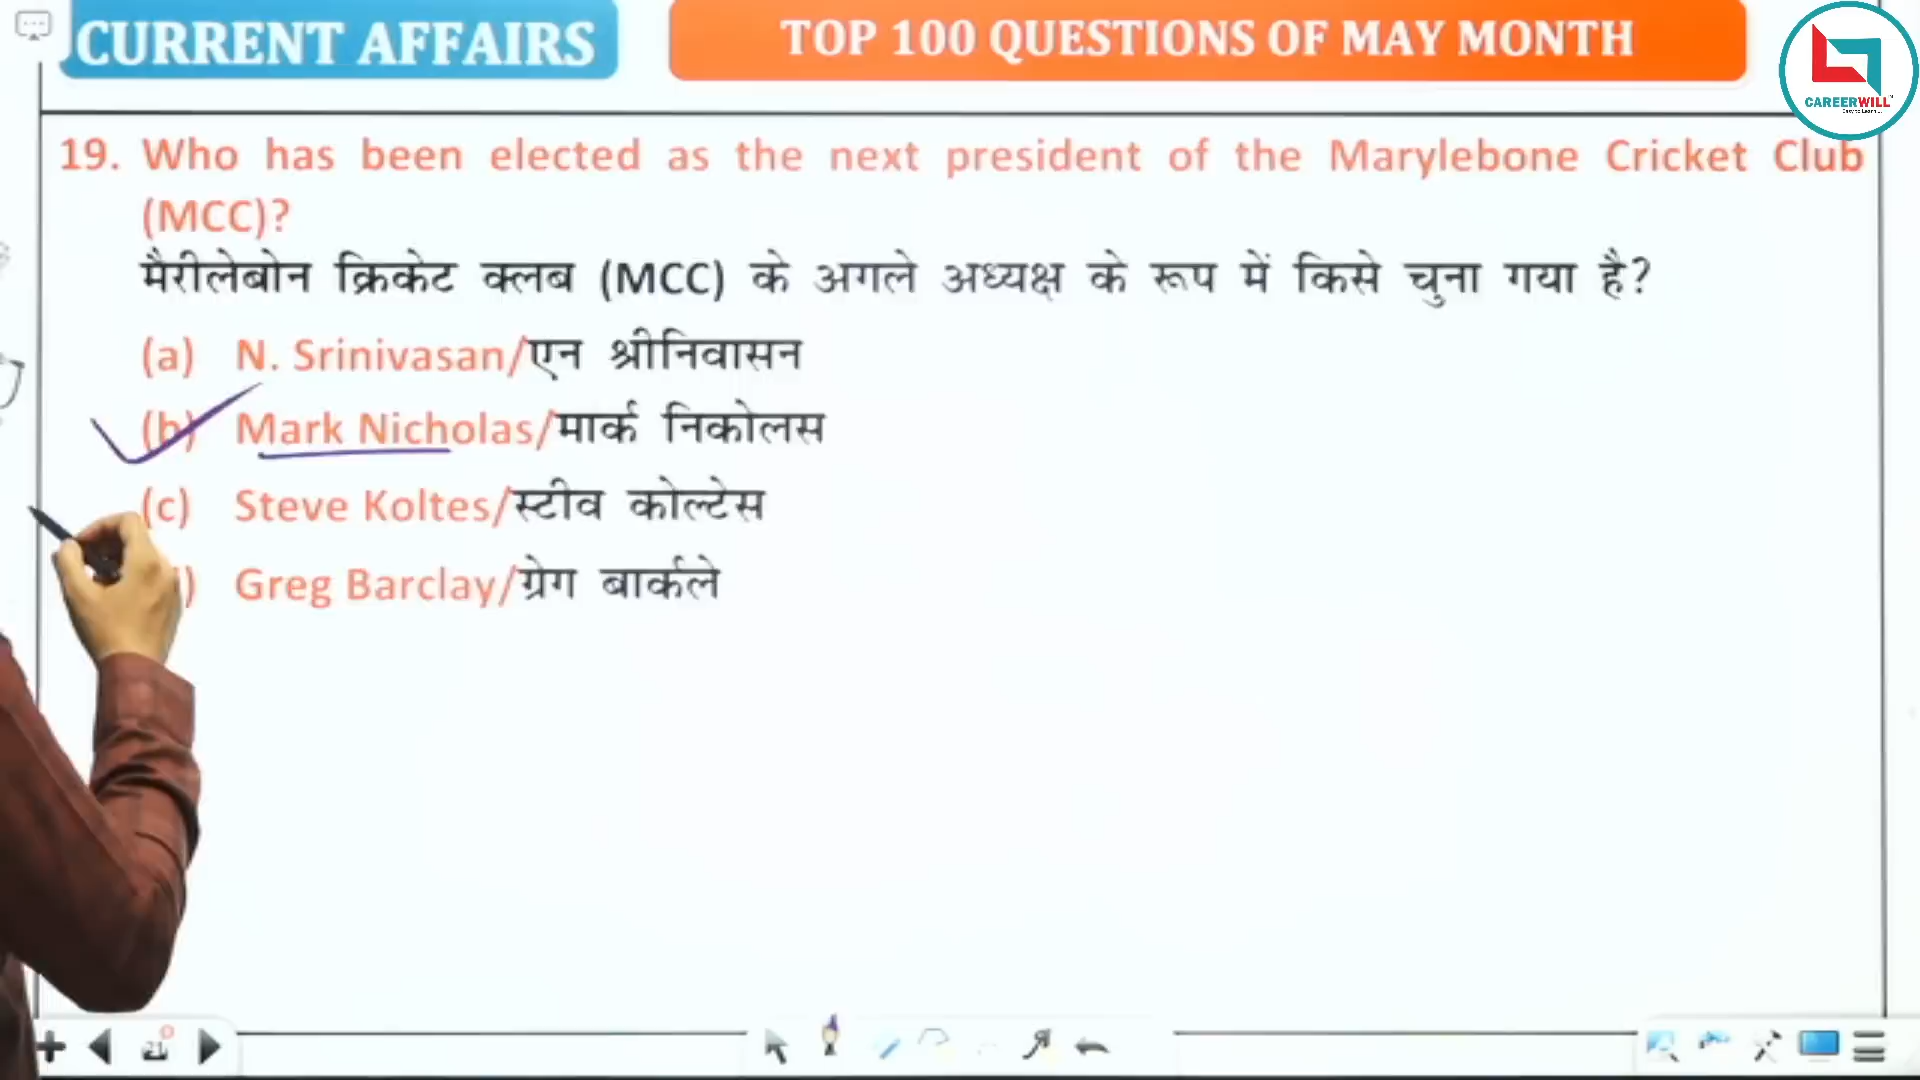 CURRENT AFFAIRS
TOP 100 QUESTIONS OF MAY MONTH
CAREERWILL
19. Who has been elected as the next president of the Marylebone Cricket Club
(MCC)?
मैरीलेबोन क्रिकेट क्लब (MCC) के अगले अध्यक्ष के रूप में किसे चुना गया है?
(a) N. Srinivasan/एन श्रीनिवासन
(b) Mark Nicholas/मार्क निकोलस
(c) Steve Koltes/स्टीव कोल्टेस
) Greg Barclay/ग्रेग बार्कले
21